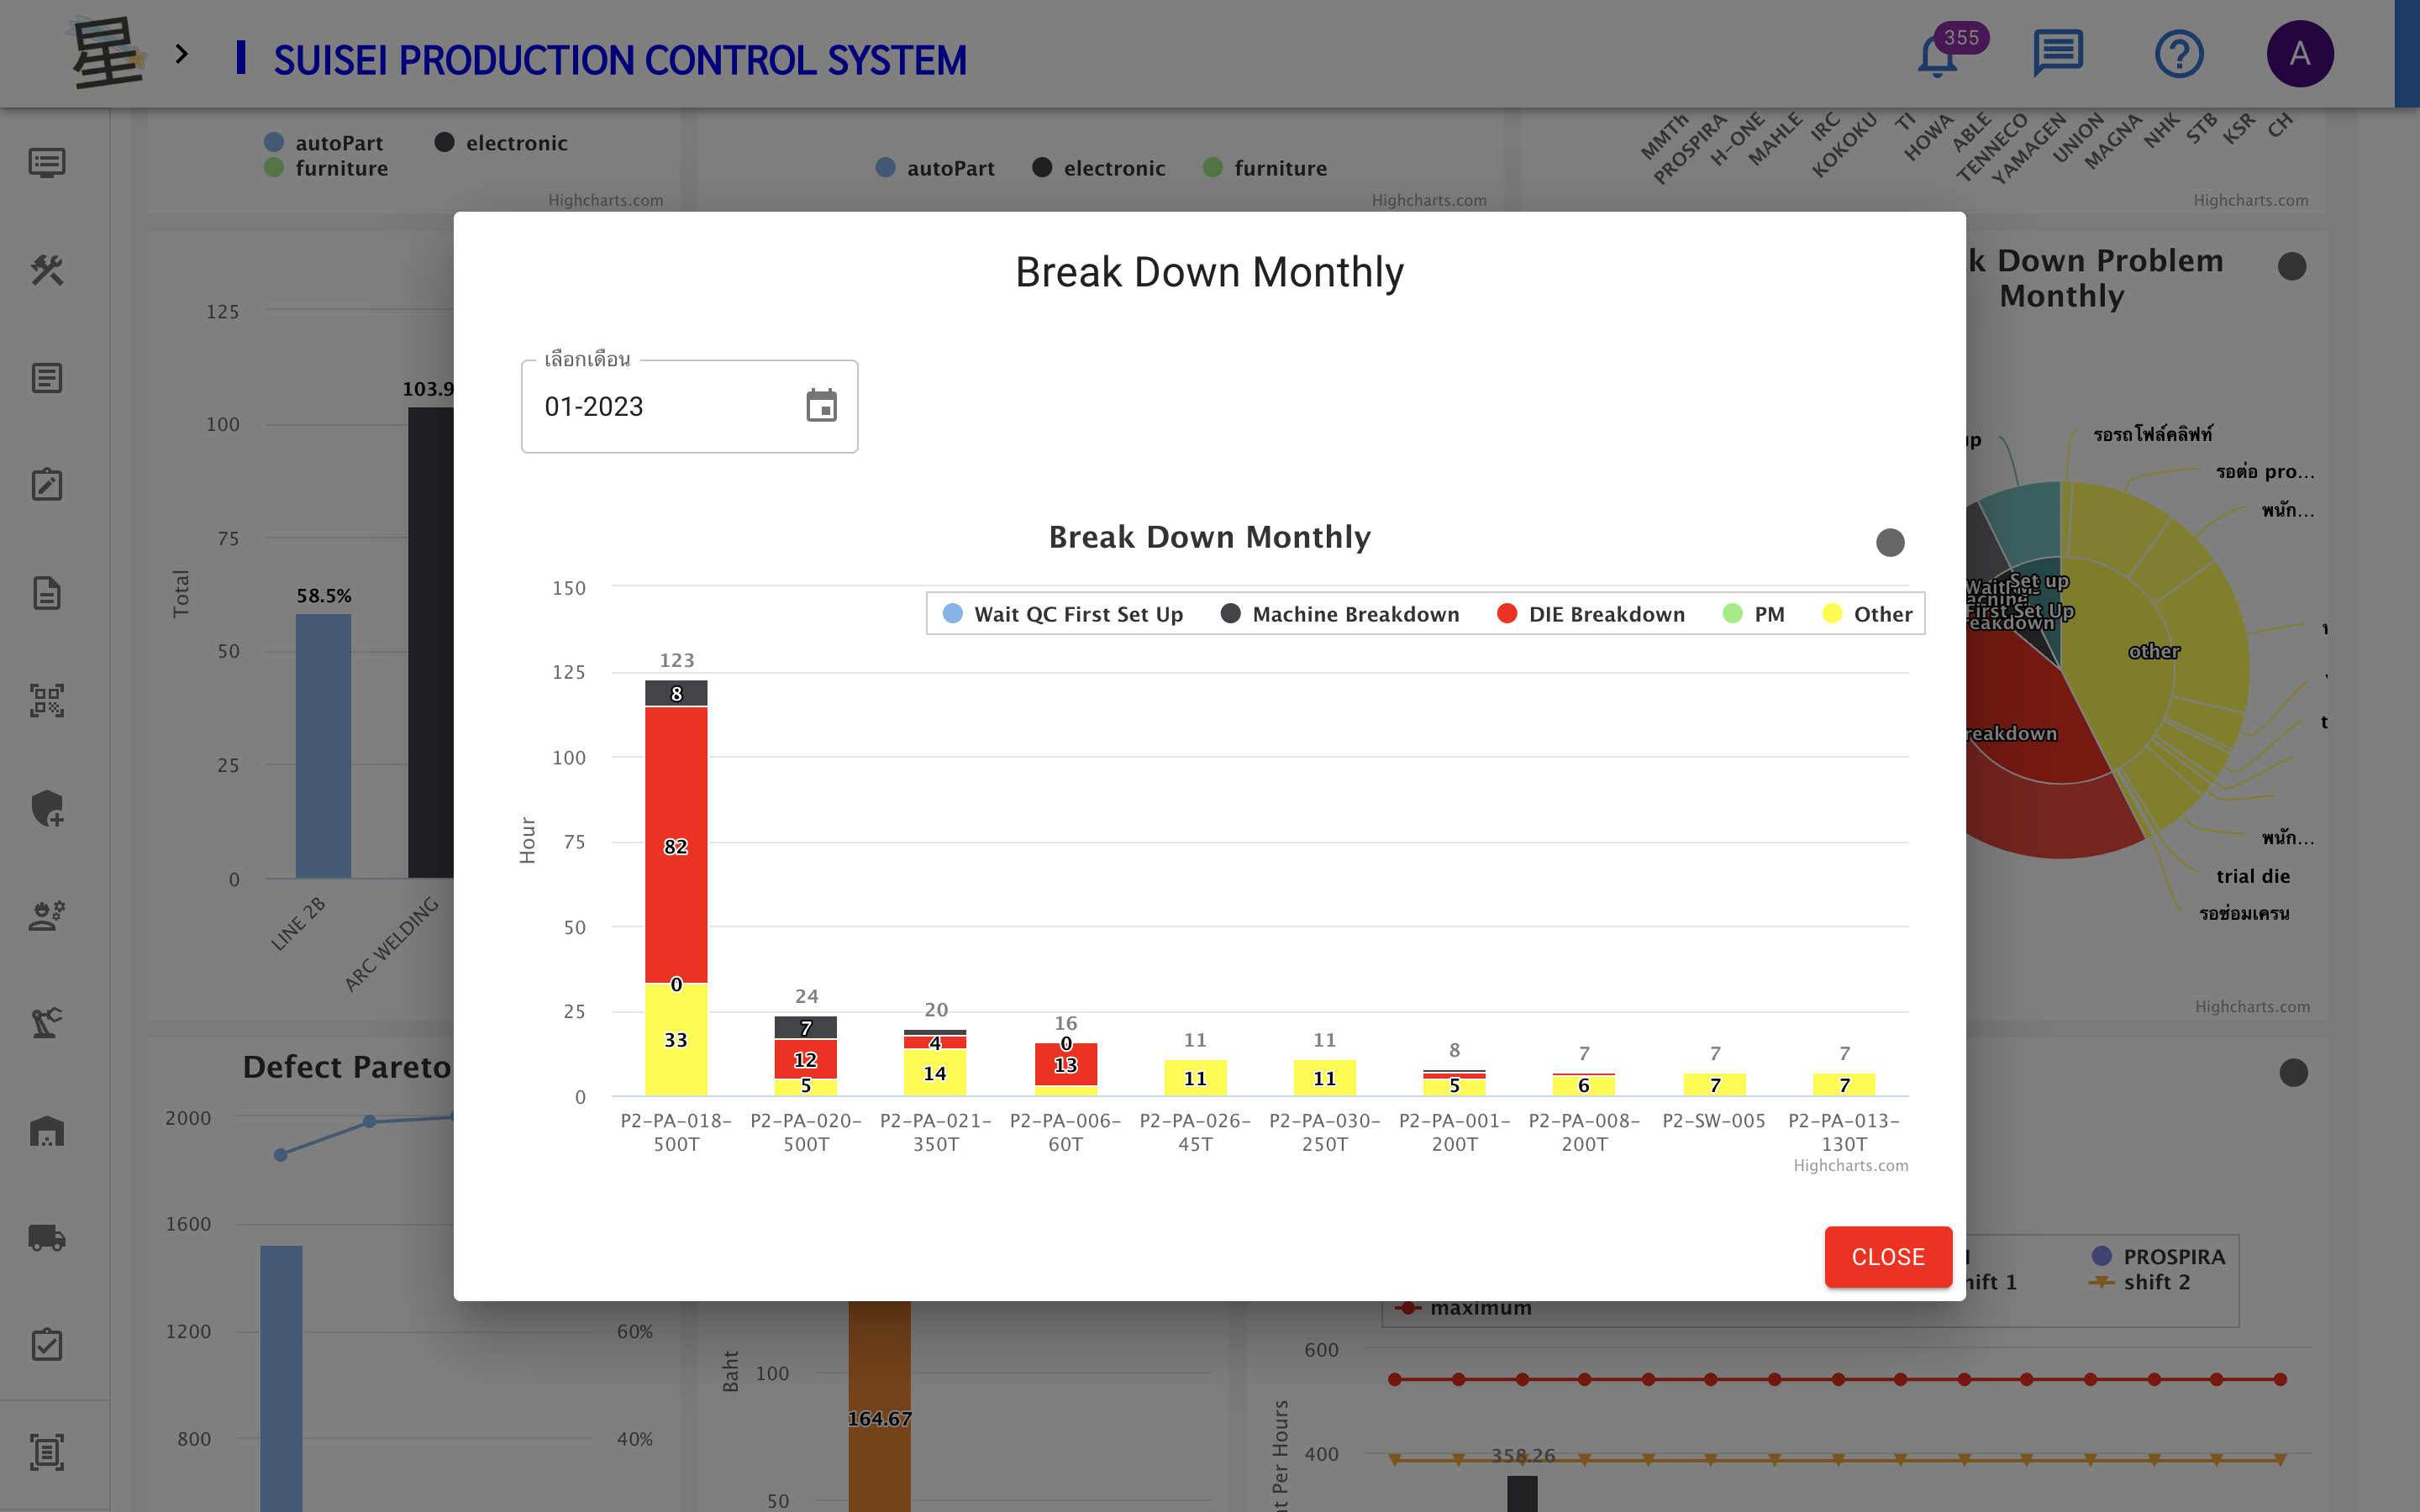 星
SUISEI PRODUCTION CONTROL SYSTEM
355
A
autoPart electronic
furniture
Highcharts.com
autoPart electronic furniture
Highcharts.com
MMTh PROSPIRA H-ONE MAHLE IRC KOKOKU TI HOWA ABLE TENNECO YAMAGEN UNION MAGNA NHK STB KSR CH
Highcharts.com
Break Down Monthly
เลือกเดือน
01-2023
Break Down Monthly
Wait QC First Set Up Machine Breakdown DIE Breakdown PM Other
Hour
150
125
100
75
50
25
0
123
8
82
0
33
24
7
12
5
20
4
14
16
0
13
11
11
11
11
8
5
7
6
7
7
7
7
P2-PA-018-500T
P2-PA-020-500T
P2-PA-021-350T
P2-PA-006-60T
P2-PA-026-45T
P2-PA-030-250T
P2-PA-001-200T
P2-PA-008-200T
P2-SW-005
P2-PA-013-130T
Highcharts.com
CLOSE
Total
125
100
75
50
25
0
58.5%
103.9
LINE 2B
ARC WELDING
k Down Problem
Monthly
รอรถโฟล์คลิฟท์
รอต่อ pro...
พนัก...
Set up
First Set Up
other
reakdown
พนัก...
trial die
รอซ่อมเครน
Highcharts.com
Defect Pareto
2000
1600
1200
800
60%
40%
Baht
100
50
164.67
PROSPIRA
hift 1 shift 2
maximum
t Per Hours
600
400
358.26